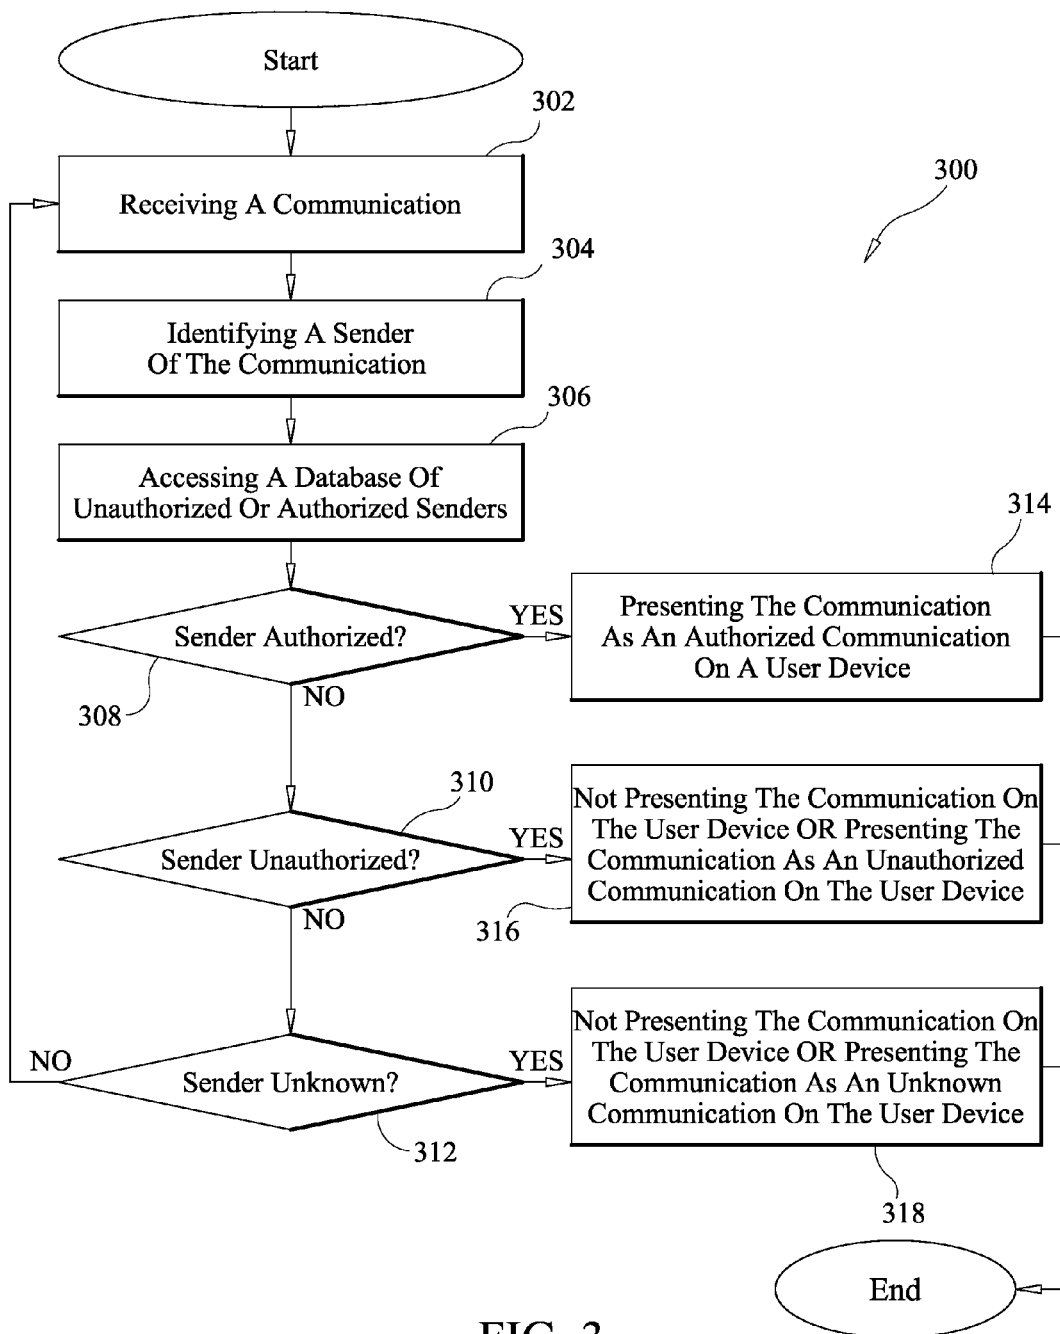 Start
302
Receiving A Communication
300
304
Identifying A Sender
Of The Communication
306
Accessing A Database Of
Unauthorized Or Authorized Senders
314
Sender Authorized?
YES
Presenting The Communication
As An Authorized Communication
On A User Device
NO
308
310
Sender Unauthorized?
YES
Not Presenting The Communication On
The User Device OR Presenting The
Communication As An Unauthorized
Communication On The User Device
NO
316
NO
Sender Unknown?
YES
Not Presenting The Communication On
The User Device OR Presenting The
Communication As An Unknown
Communication On The User Device
312
318
End
FIG. 3